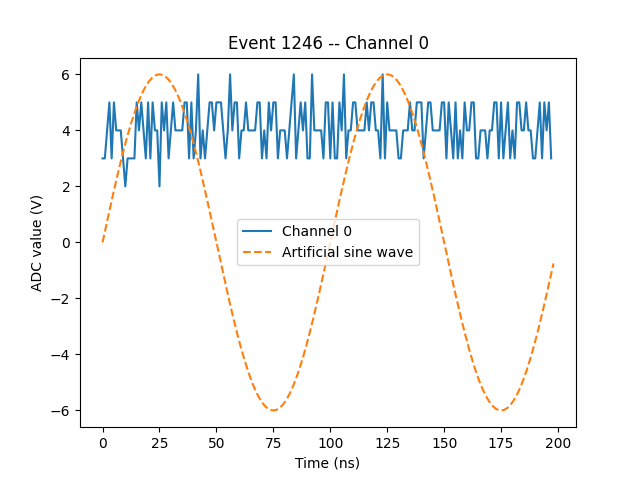 Event 1246 -- Channel 0
6
4
2
0
−2
−4
−6
ADC value (V)
Channel 0
Artificial sine wave
0 25 50 75 100 125 150 175 200
Time (ns)